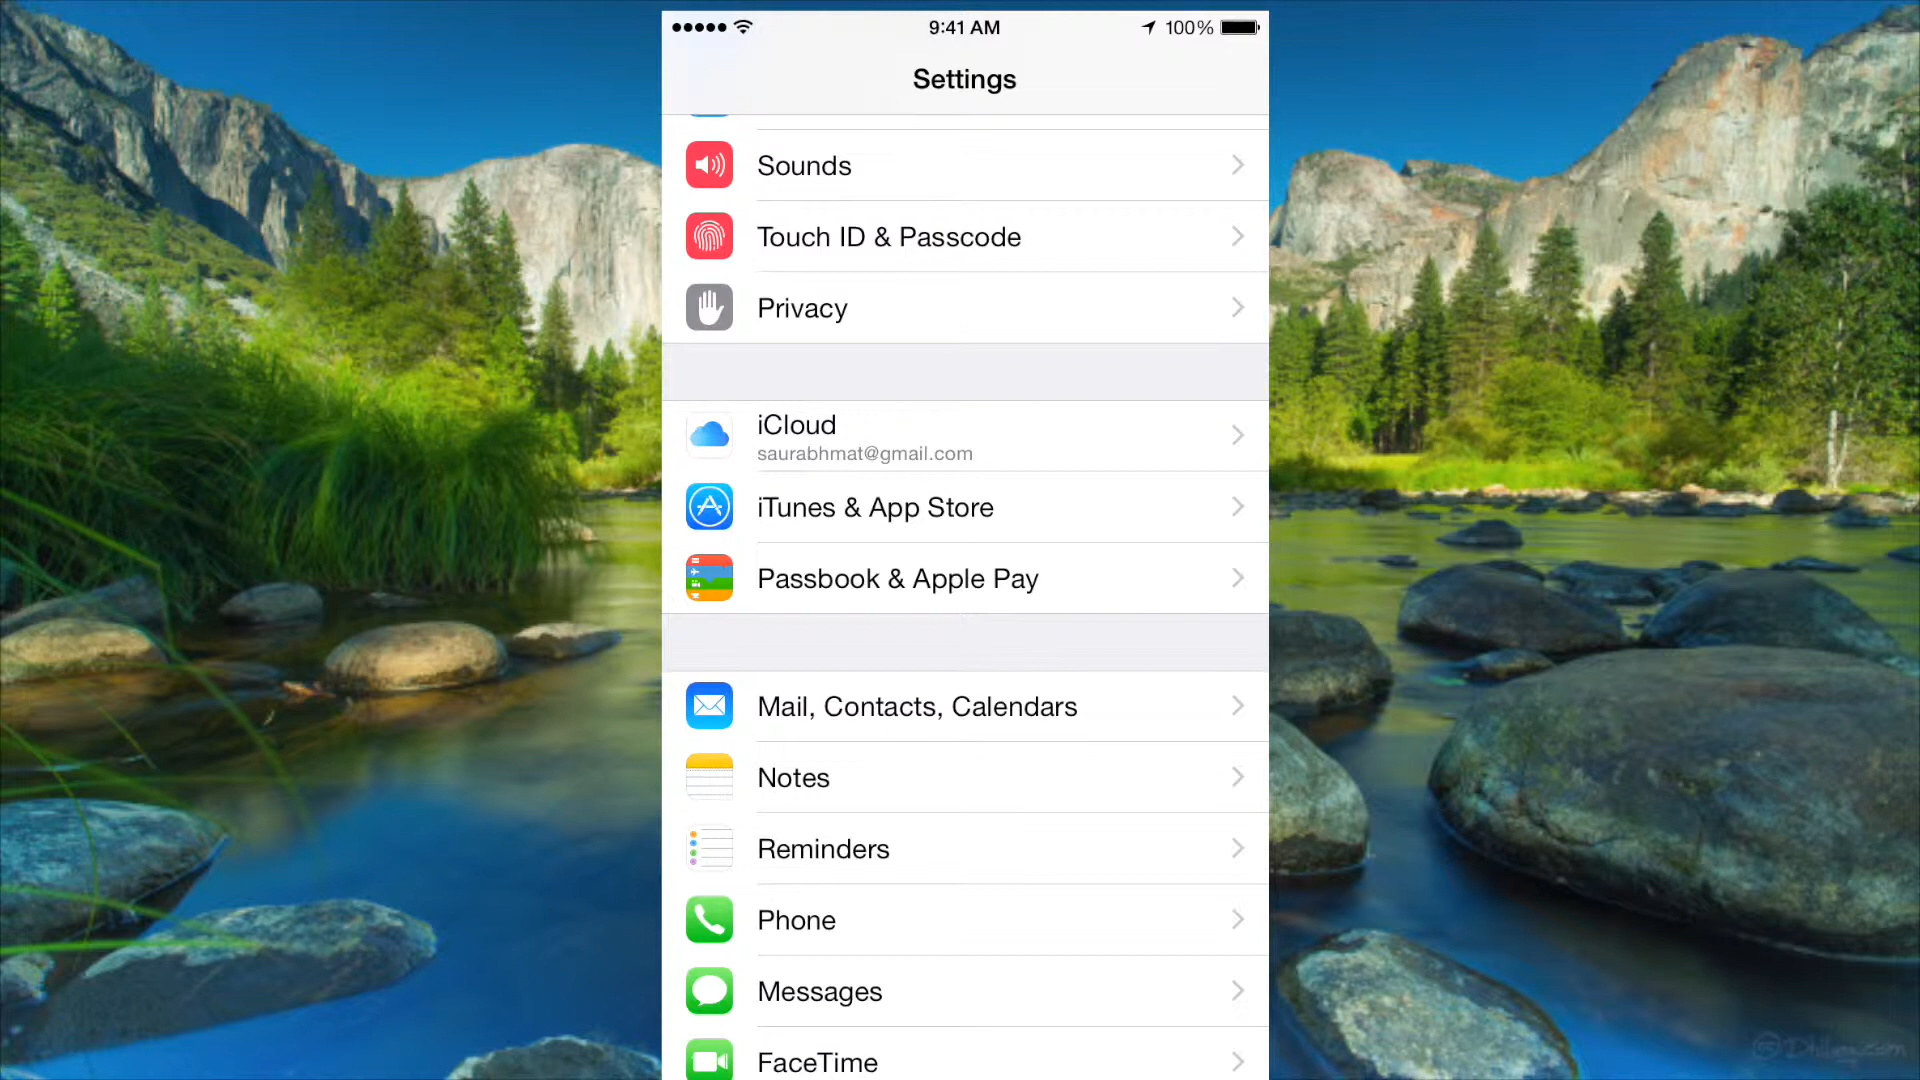 9:41 AM
100%
Settings
Sounds
Touch ID & Passcode
Privacy
iCloud
saurabhmat@gmail.com
iTunes & App Store
Passbook & Apple Pay
Mail, Contacts, Calendars
Notes
Reminders
Phone
Messages
FaceTime